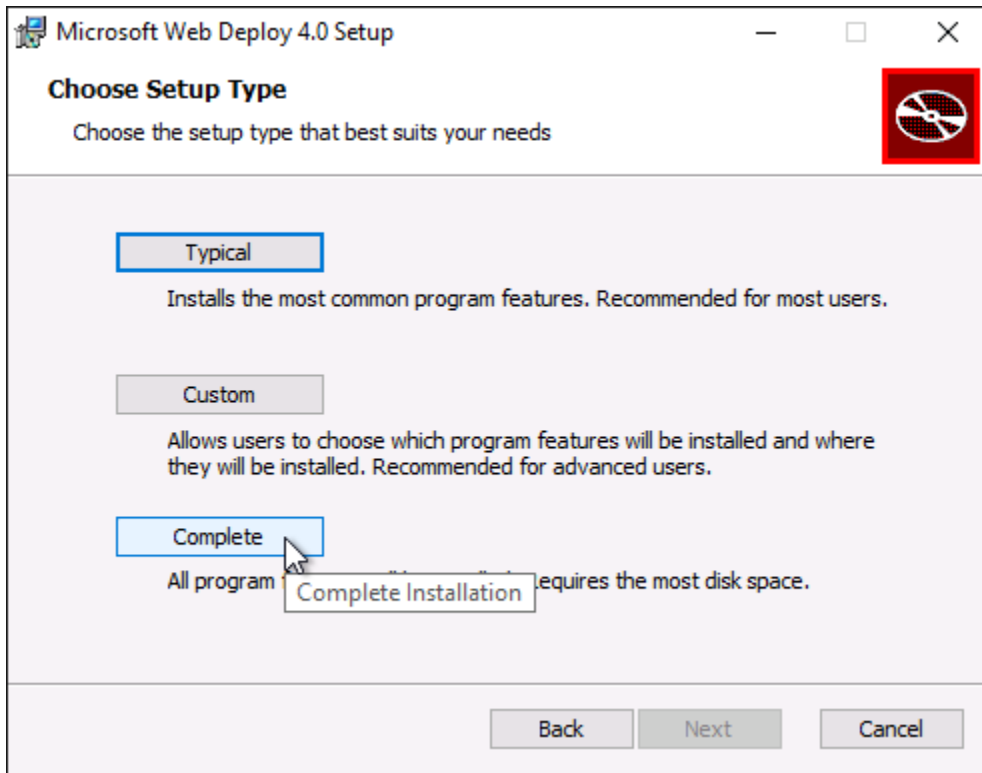 Microsoft Web Deploy 4.0 Setup
Choose Setup Type
Choose the setup type that best suits your needs
Typical
Installs the most common program features. Recommended for most users.
Custom
Allows users to choose which program features will be installed and where
they will be installed. Recommended for advanced users.
Complete
All program requires the most disk space.
Complete Installation
Back
Next
Cancel